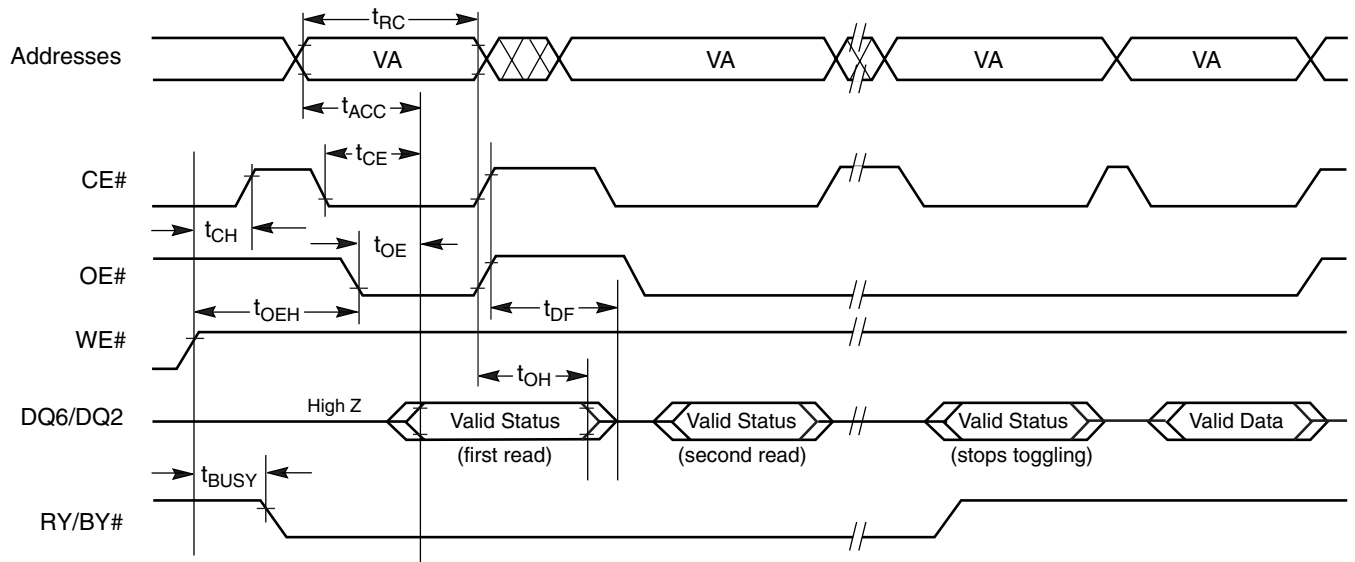 tRC
Addresses VA VA VA VA
tACC
tCE
CE#
tCH tOE
OE#
tOEH tDF
WE#
tOH
High Z
DQ6/DQ2 Valid Status Valid Status Valid Status Valid Data
(first read) (second read) (stops toggling)
tBUSY
RY/BY#